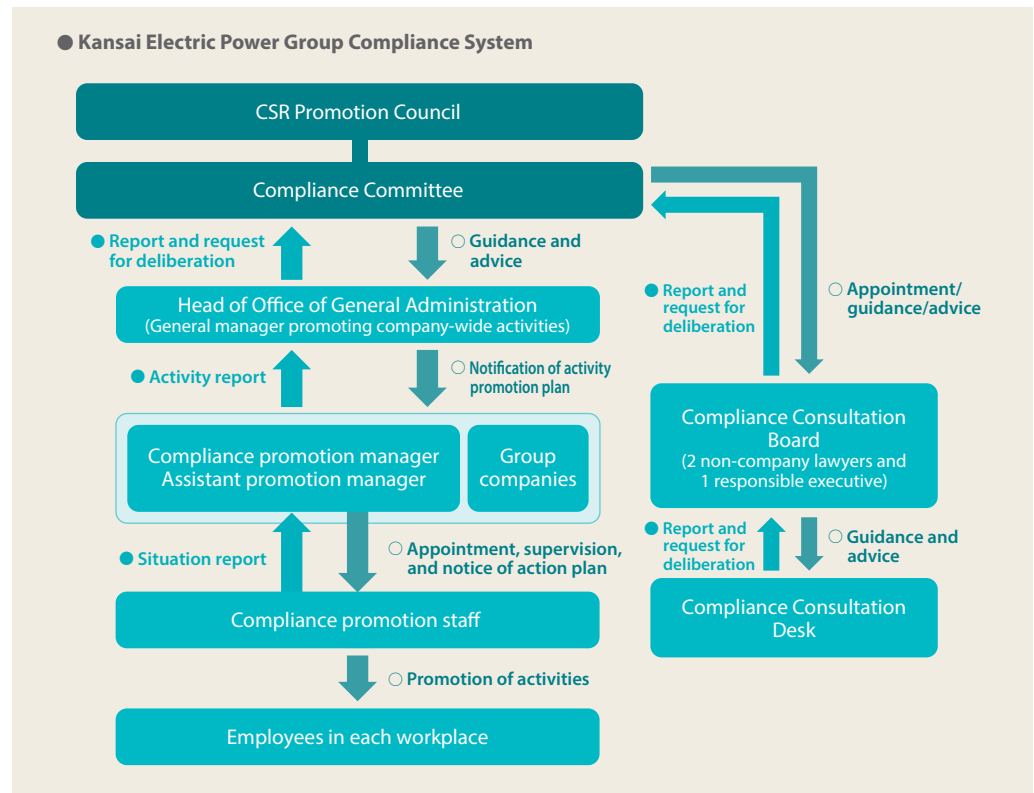 ● Kansai Electric Power Group Compliance System
CSR Promotion Council
Compliance Committee
● Report and request
for deliberation
○ Guidance and
advice
Head of Office of General Administration
(General manager promoting company-wide activities)
● Activity report
○ Notification of activity
promotion plan
Compliance promotion manager
Assistant promotion manager
Group
companies
● Situation report
○ Appointment, supervision,
and notice of action plan
Compliance promotion staff
○ Promotion of activities
Employees in each workplace
● Report and
request for
deliberation
○ Appointment/
guidance/advice
Compliance Consultation
Board
(2 non-company lawyers and
1 responsible executive)
● Report and
request for
deliberation
○ Guidance and
advice
Compliance Consultation
Desk